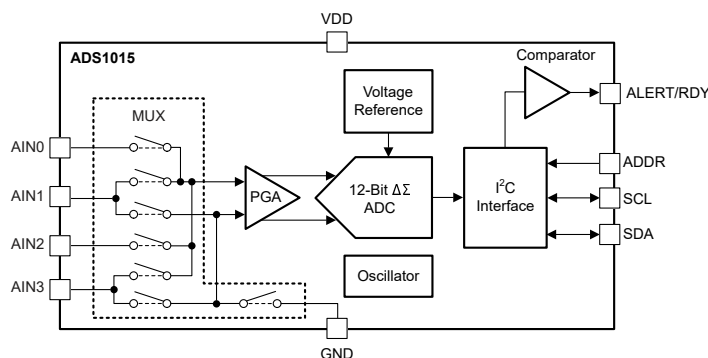 VDD
ADS1015
Comparator
Voltage
Reference
ALERT/RDY
MUX
AIN0
ADDR
AIN1
PGA
12-Bit ΔΣ
ADC
I²C
Interface
SCL
AIN2
SDA
Oscillator
AIN3
GND